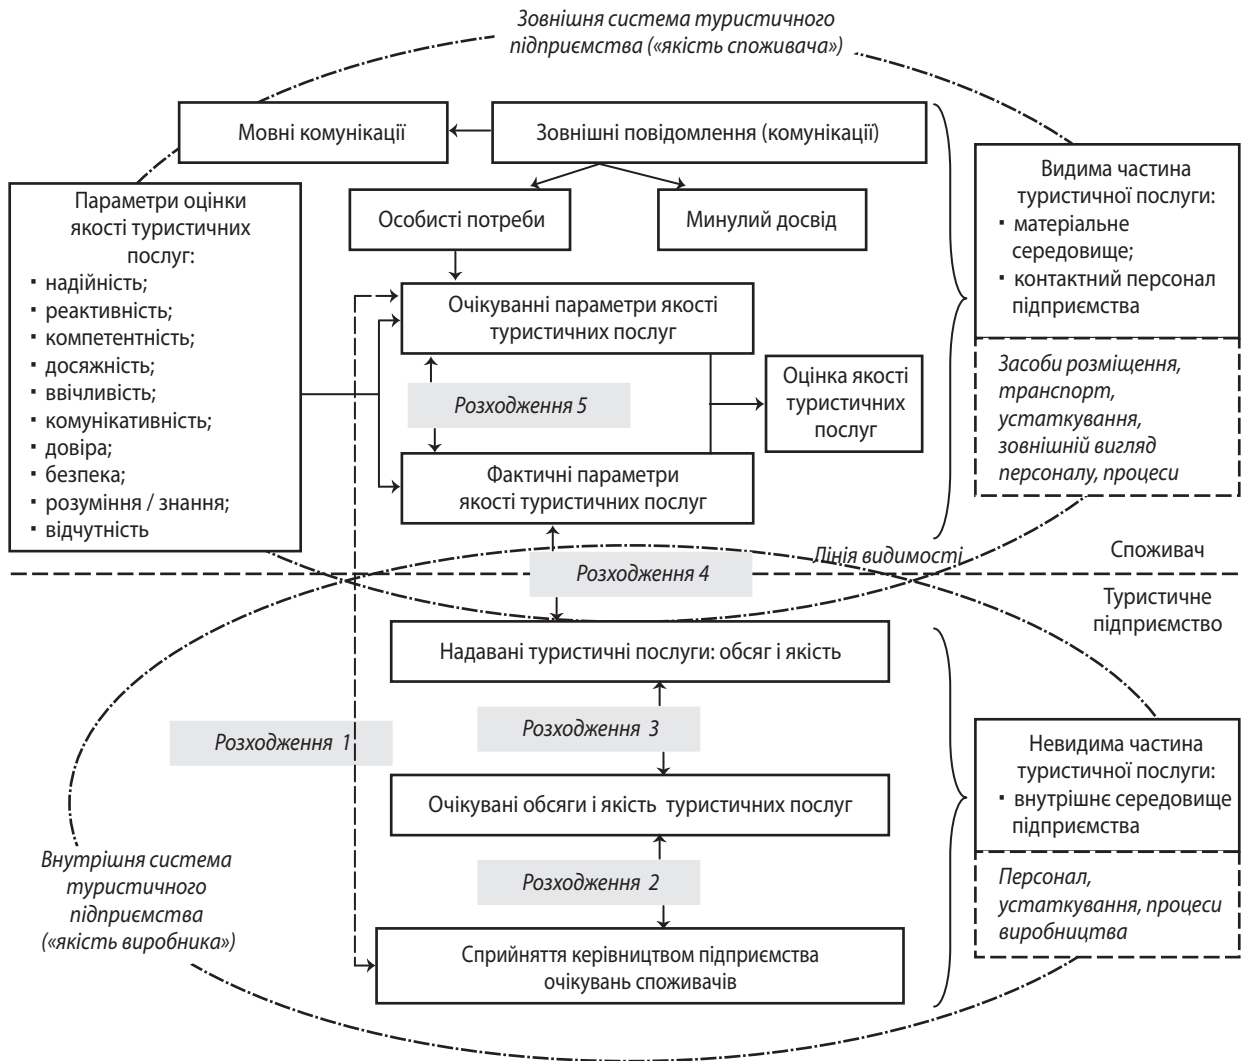 Зовнішня система туристичного
підприємства («якість споживача»)
Мовні комунікації
Зовнішні повідомлення (комунікації)
Параметри оцінки
якості туристичних
послуг:
▪ надійність;
▪ реактивність;
▪ компетентність;
▪ досяжність;
▪ ввічливість;
▪ комунікативність;
▪ довіра;
▪ безпека;
▪ розуміння / знання;
▪ відчутність
Особисті потреби
Минулий досвід
Видима частина
туристичної послуги:
▪ матеріальне
середовище;
▪ контактний персонал
підприємства
Засоби розміщення,
транспорт,
устаткування,
зовнішній вигляд
персоналу, процеси
Очікуванні параметри якості
туристичних послуг
Розходження 5
Оцінка якості
туристичних
послуг
Фактичні параметри
якості туристичних послуг
Лінія видимості
Споживач
Розходження 4
Туристичне
підприємство
Надавані туристичні послуги: обсяг і якість
Розходження 1
Розходження 3
Очікувані обсяги і якість туристичних послуг
Невидима частина
туристичної послуги:
▪ внутрішнє середовище
підприємства
Персонал,
устаткування, процеси
виробництва
Внутрішня система
туристичного
підприємства
(«якість виробника»)
Розходження 2
Сприйняття керівництвом підприємства
очікувань споживачів